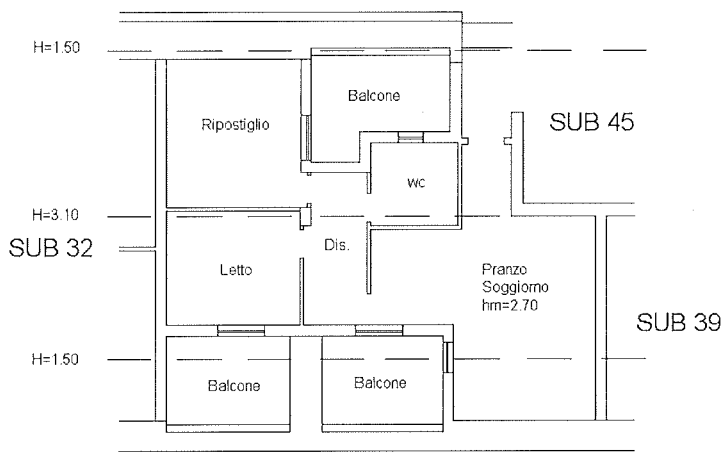 H=1.50
Balcone
Ripostiglio
SUB 45
wc
H=3.10
SUB 32
Dis.
Letto
Pranzo
Soggiorno
hm=2.70
SUB 39
H=1.50
Balcone
Balcone